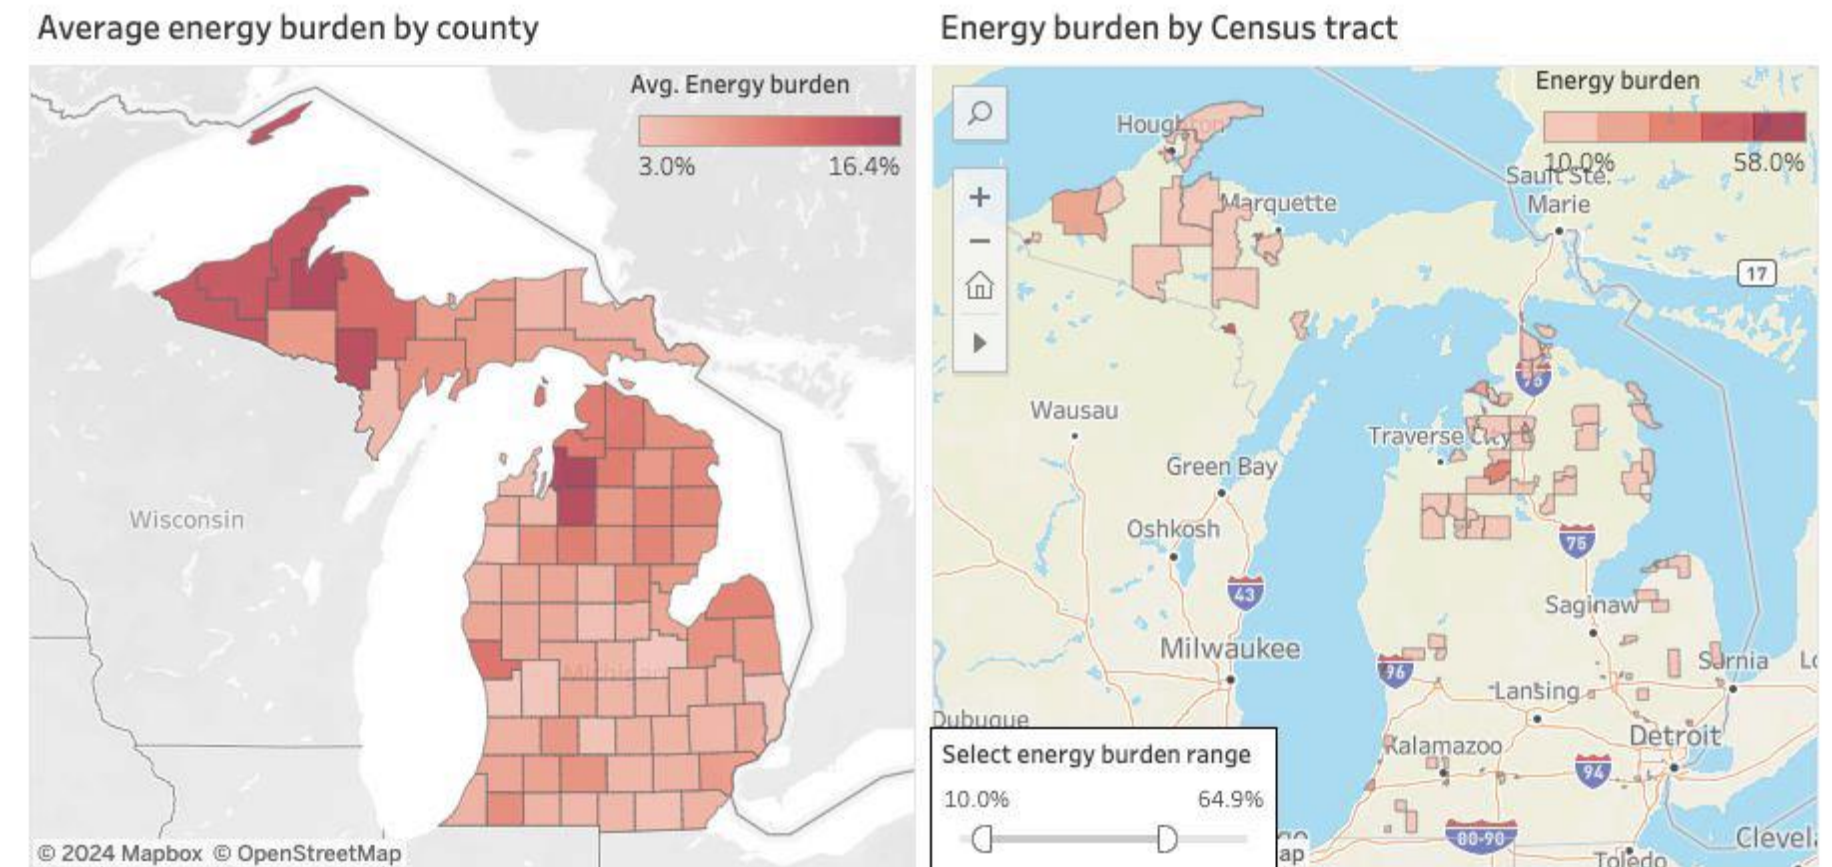 Average energy burden by county
Energy burden by Census tract
Avg. Energy burden
3.0%
16.4%
Wisconsin
Michigan
© 2024 Mapbox © OpenStreetMap
Energy burden
10.0%
58.0%
Houghton
Sault Ste.
Marie
Marquette
17
Wausau
75
Traverse City
Green Bay
Oshkosh
75
43
Saginaw
Milwaukee
96
Sarnia
Lansing
Dubuque
Detroit
Kalamazoo
94
80-90
Clevel
Toledo
Select energy burden range
10.0%
64.9%
ap